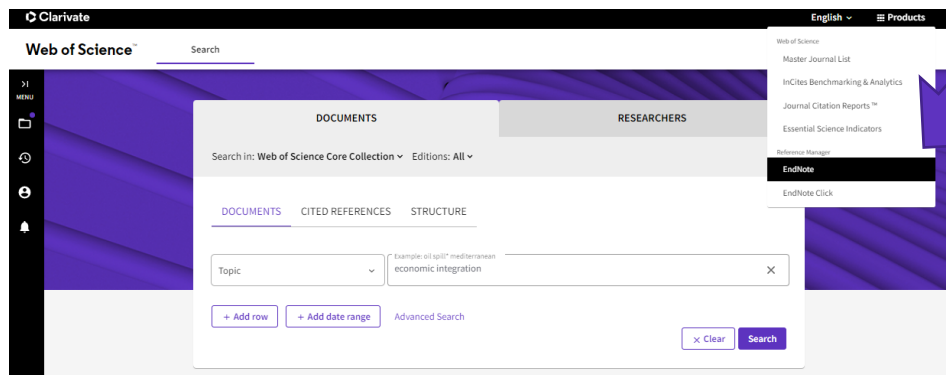 Clarivate
English
Products
Web of Science™
Search
Web of Science
Master Journal List
InCites Benchmarking & Analytics
Journal Citation Reports ™
Essential Science Indicators
Reference Manager
EndNote
EndNote Click
MENU
DOCUMENTS
RESEARCHERS
Search in: Web of Science Core Collection Editions: All
DOCUMENTS CITED REFERENCES STRUCTURE
Topic
Example: oil spill* mediterranean
economic integration
+ Add row + Add date range Advanced Search
× Clear Search